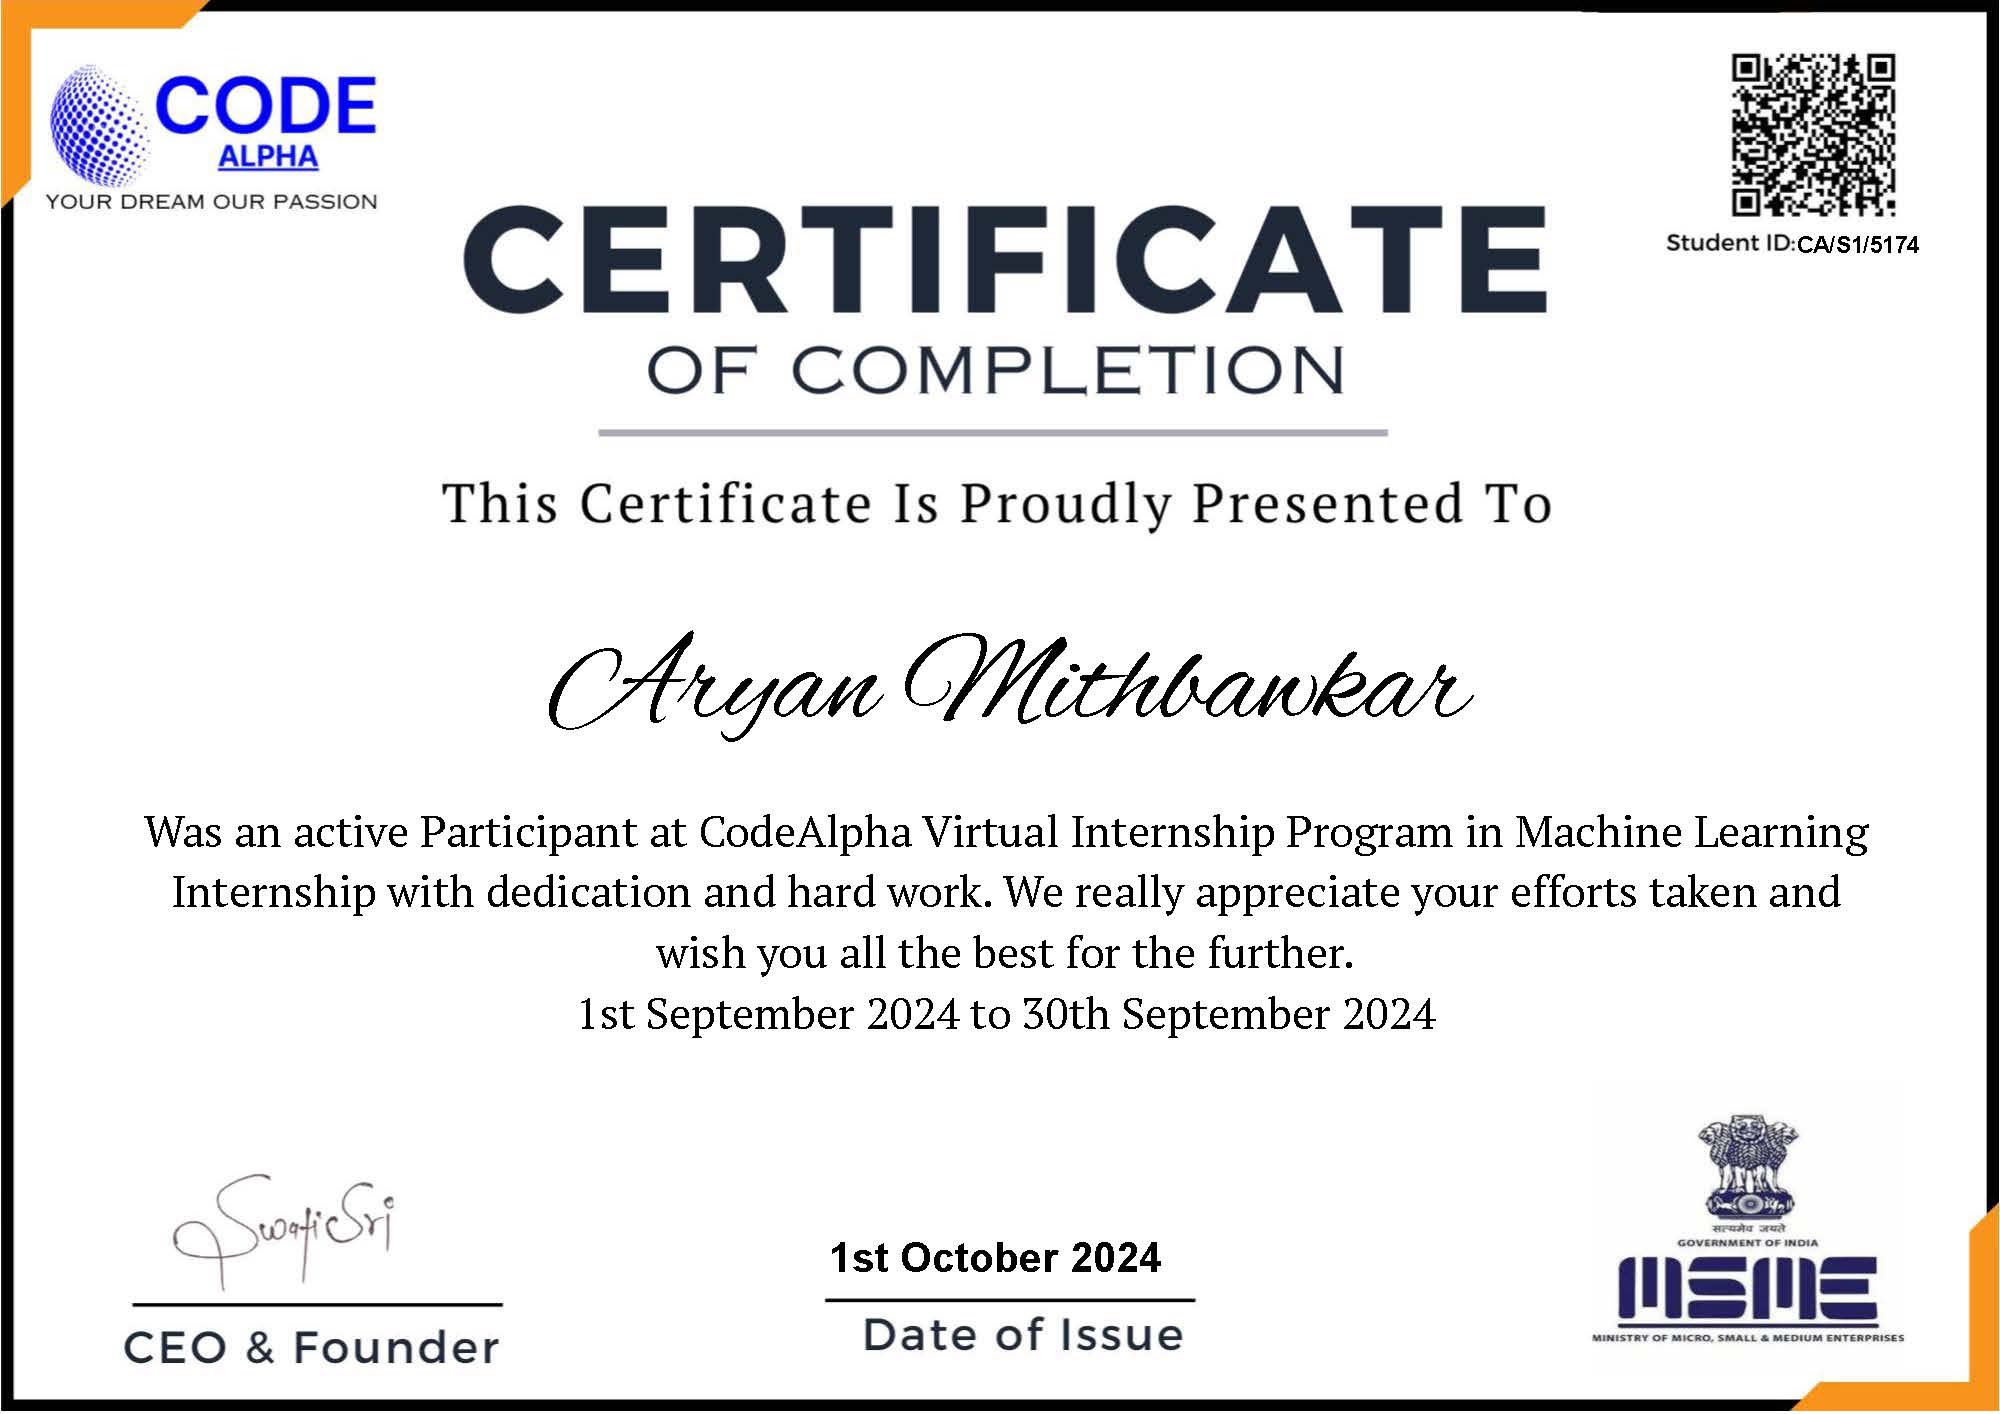 CODE
ALPHA
YOUR DREAM OUR PASSION
Student ID:CA/S1/5174
CERTIFICATE
OF COMPLETION
This Certificate Is Proudly Presented To
Aryan Mithbawkar
Was an active Participant at CodeAlpha Virtual Internship Program in Machine Learning
Internship with dedication and hard work. We really appreciate your efforts taken and
wish you all the best for the further.
1st September 2024 to 30th September 2024
SwatiSri
CEO & Founder
1st October 2024
Date of Issue
सत्यमेव जयते
GOVERNMENT OF INDIA
MSME
MINISTRY OF MICRO, SMALL & MEDIUM ENTERPRISES